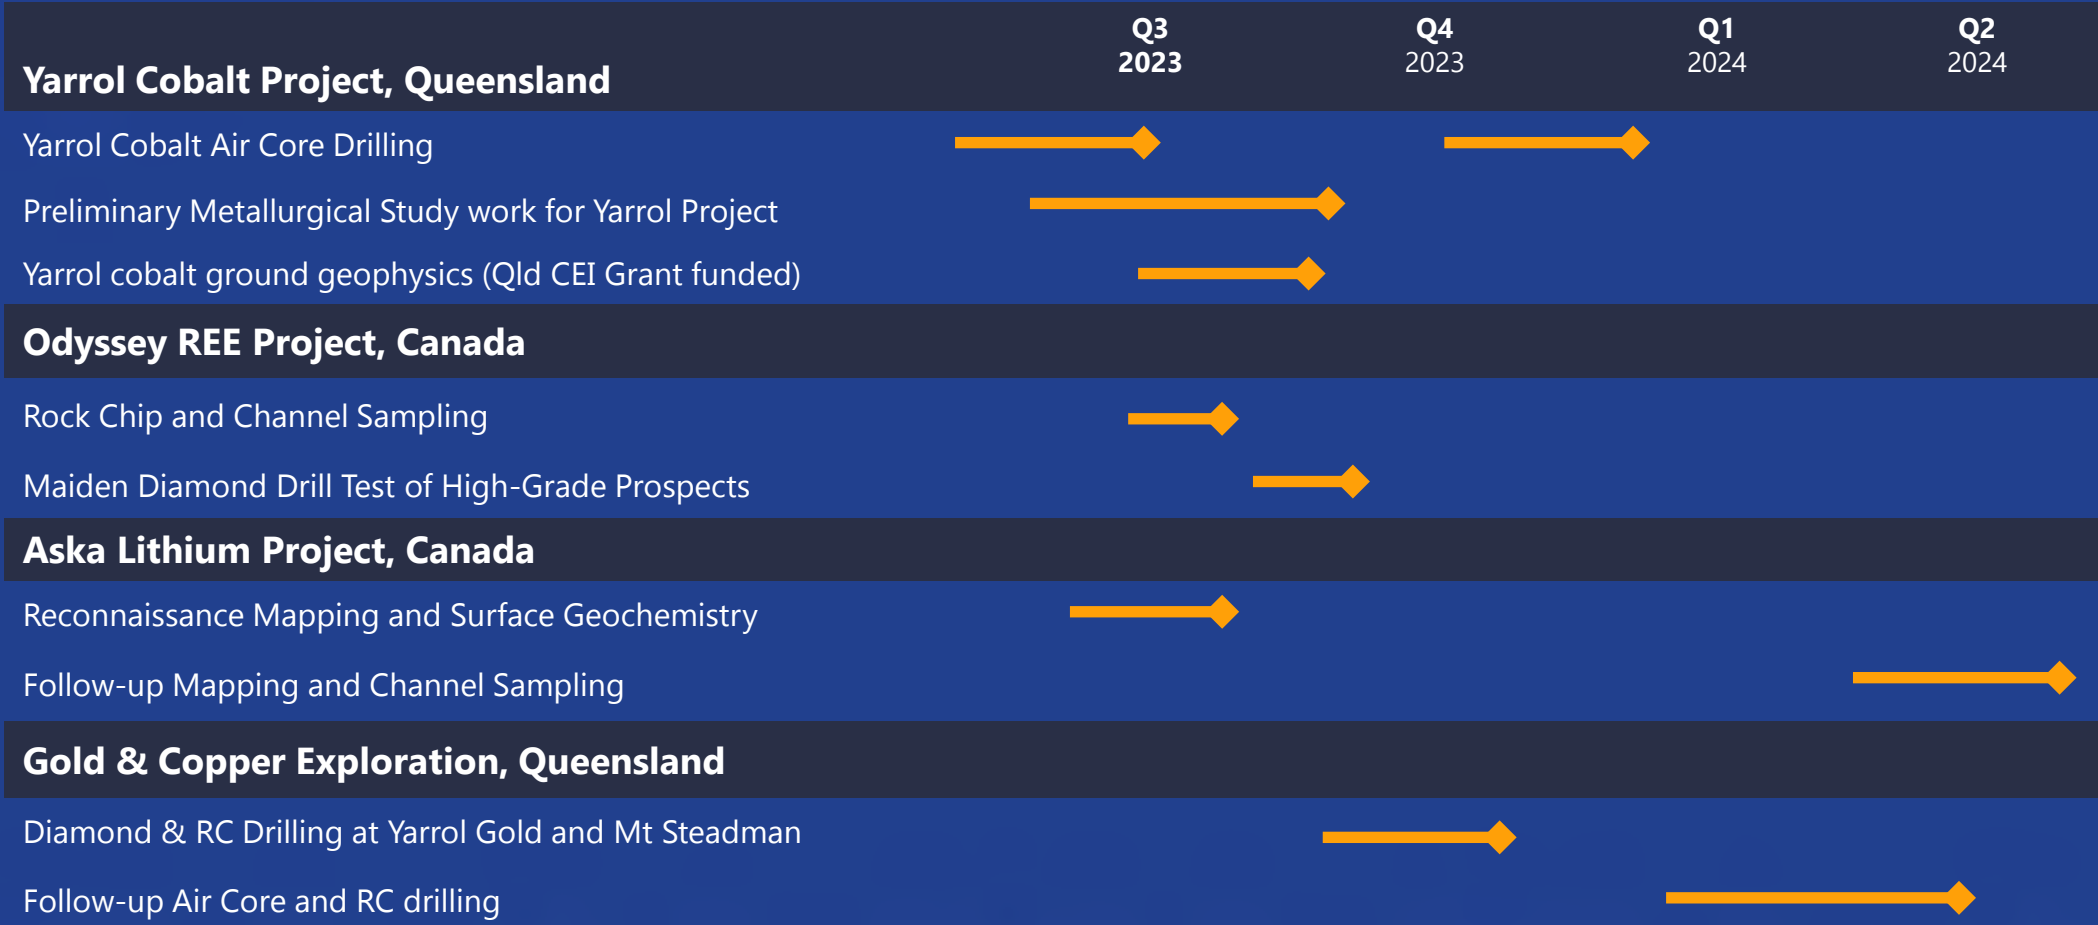 Q3 Q4 Q1 Q2
2023 2023 2024 2024
Yarrol Cobalt Project, Queensland
Yarrol Cobalt Air Core Drilling
Preliminary Metallurgical Study work for Yarrol Project
Yarrol cobalt ground geophysics (Qld CEI Grant funded)
Odyssey REE Project, Canada
Rock Chip and Channel Sampling
Maiden Diamond Drill Test of High-Grade Prospects
Aska Lithium Project, Canada
Reconnaissance Mapping and Surface Geochemistry
Follow-up Mapping and Channel Sampling
Gold & Copper Exploration, Queensland
Diamond & RC Drilling at Yarrol Gold and Mt Steadman
Follow-up Air Core and RC drilling